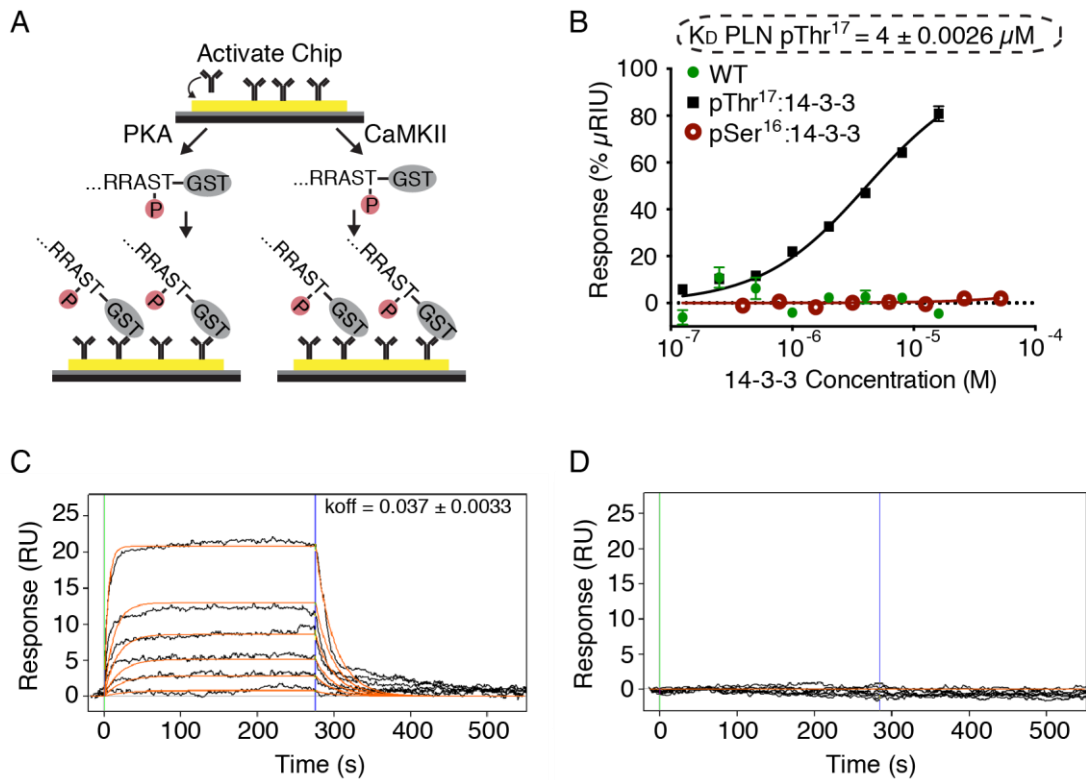 A
Activate Chip
PKA
CaMKII
...RRAST
GST
P
...RRAST
GST
P
...RRAST
P
GST
...RRAST
P
GST
...RRAST
P
GST
...RRAST
P
GST
B
KD PLN pThr17 = 4 ± 0.0026 µM
WT
pThr17:14-3-3
pSer16:14-3-3
Response (% µRIU)
100
80
60
40
20
0
10-7
10-6
10-5
10-4
14-3-3 Concentration (M)
C
koff = 0.037 ± 0.0033
Response (RU)
25
20
15
10
5
0
0 100 200 300 400 500
Time (s)
D
Response (RU)
25
20
15
10
5
0
0 100 200 300 400 500
Time (s)